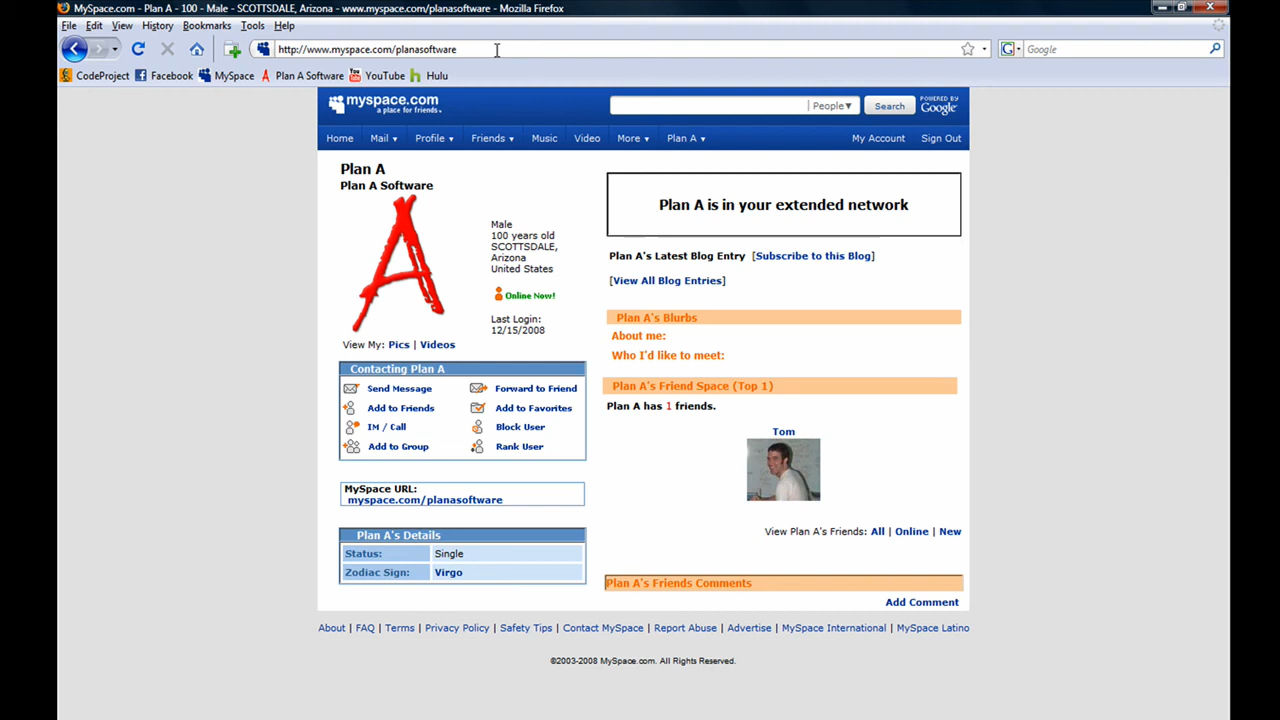 MySpace.com - Plan A - 100 - Male - SCOTTSDALE, Arizona - www.myspace.com/planasoftware - Mozilla Firefox
File Edit View History Bookmarks Tools Help
http://www.myspace.com/planasoftware
G Google
CodeProject Facebook MySpace Plan A Software YouTube Hulu
myspace.com
a place for friends
People▾ Search POWERED BY Google
Home Mail ▾ Profile ▾ Friends ▾ Music Video More ▾ Plan A ▾ My Account Sign Out
Plan A
Plan A Software
Male
100 years old
SCOTTSDALE,
Arizona
United States
Online Now!
Last Login:
12/15/2008
View My: Pics | Videos
Contacting Plan A
Send Message Forward to Friend
Add to Friends Add to Favorites
IM / Call Block User
Add to Group Rank User
MySpace URL:
myspace.com/planasoftware
Plan A's Details
Status: Single
Zodiac Sign: Virgo
Plan A is in your extended network
Plan A's Latest Blog Entry [Subscribe to this Blog]
[View All Blog Entries]
Plan A's Blurbs
About me:
Who I'd like to meet:
Plan A's Friend Space (Top 1)
Plan A has 1 friends.
Tom
View Plan A's Friends: All | Online | New
Plan A's Friends Comments
Add Comment
About | FAQ | Terms | Privacy Policy | Safety Tips | Contact MySpace | Report Abuse | Advertise | MySpace International | MySpace Latino
©2003-2008 MySpace.com. All Rights Reserved.